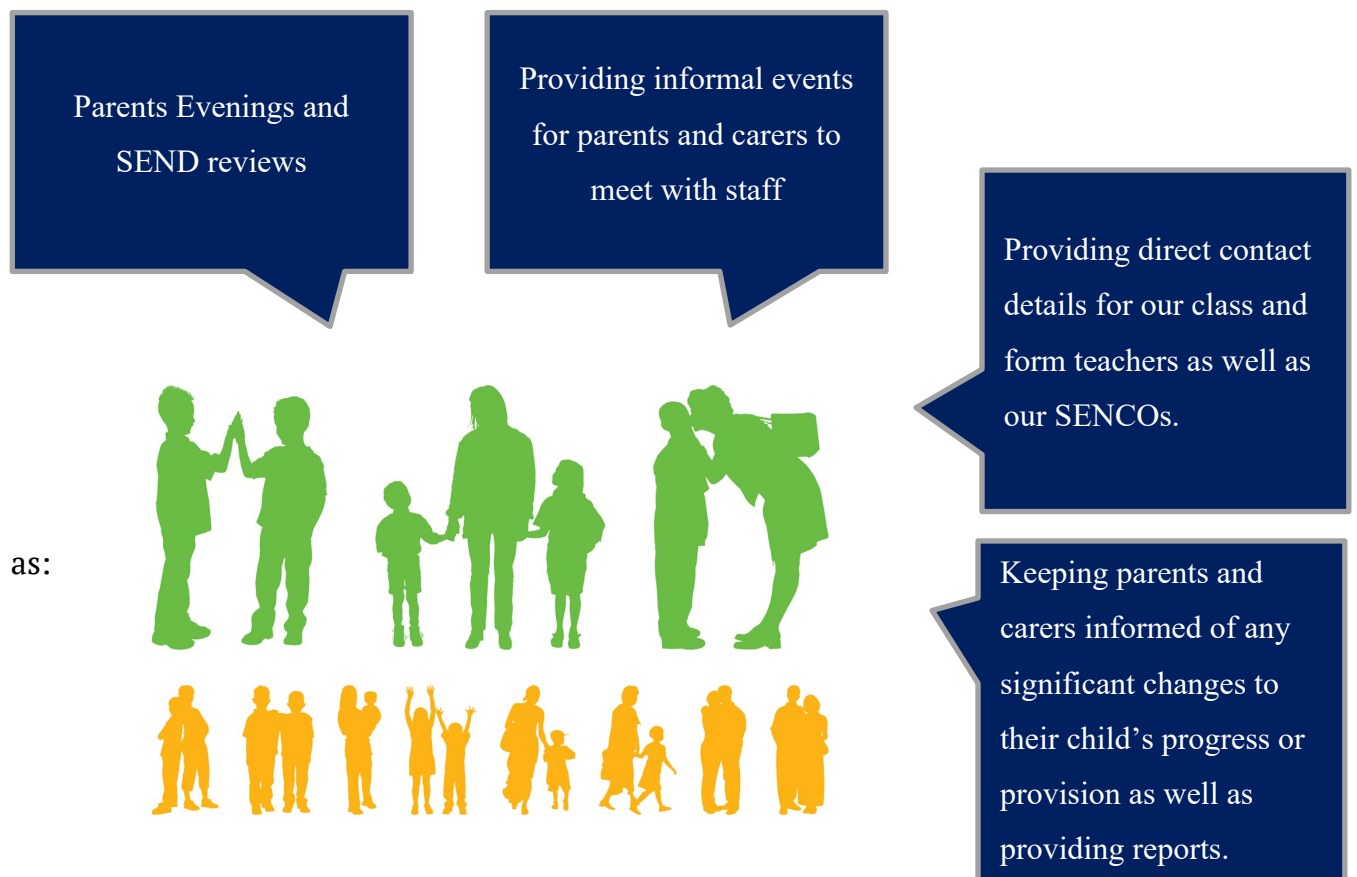 Parents Evenings and
SEND reviews
Providing informal events
for parents and carers to
meet with staff
Providing direct contact
details for our class and
form teachers as well as
our SENCOs.
as:
Keeping parents and
carers informed of any
significant changes to
their child’s progress or
provision as well as
providing reports.